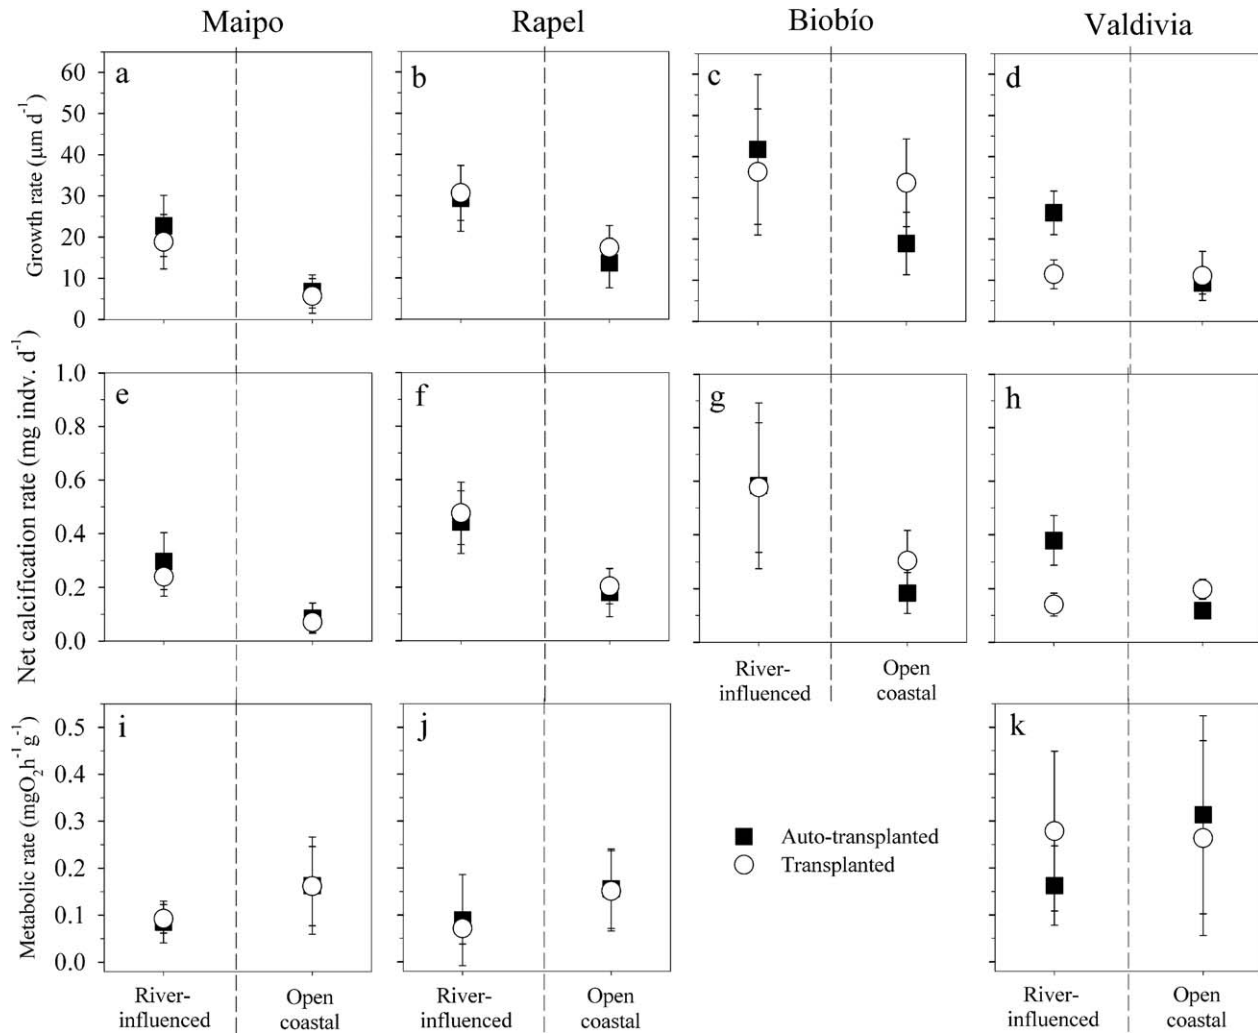 Maipo
Rapel
Biobío
Valdivia
Growth rate (µm d⁻¹)
60
50
40
30
20
10
0
a
b
c
d
Net calcification rate (mg indv. d⁻¹)
1.0
0.8
0.6
0.4
0.2
0.0
e
f
g
h
River-
influenced
Open
coastal
Metabolic rate (mgO₂h⁻¹g⁻¹)
0.5
0.4
0.3
0.2
0.1
0.0
i
j
k
Auto-transplanted
Transplanted
River-
influenced
Open
coastal
River-
influenced
Open
coastal
River-
influenced
Open
coastal